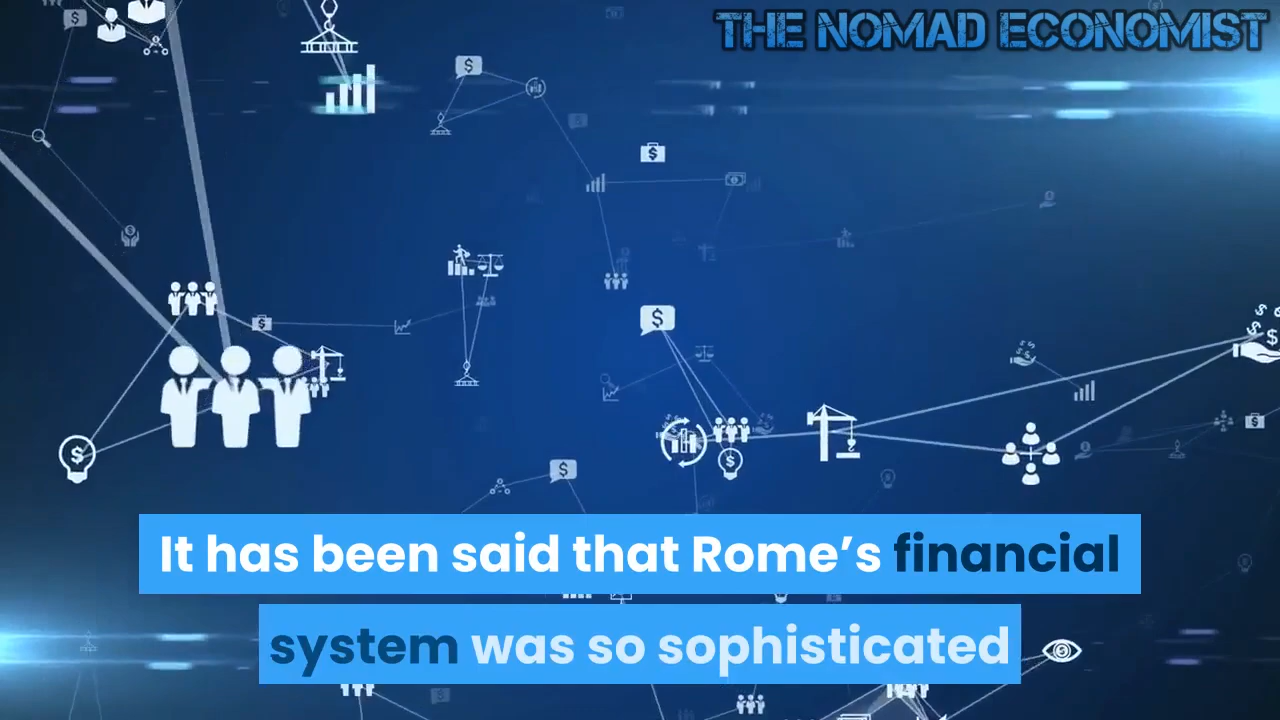 THE NOMAD ECONOMIST
It has been said that Rome’s financial
system was so sophisticated